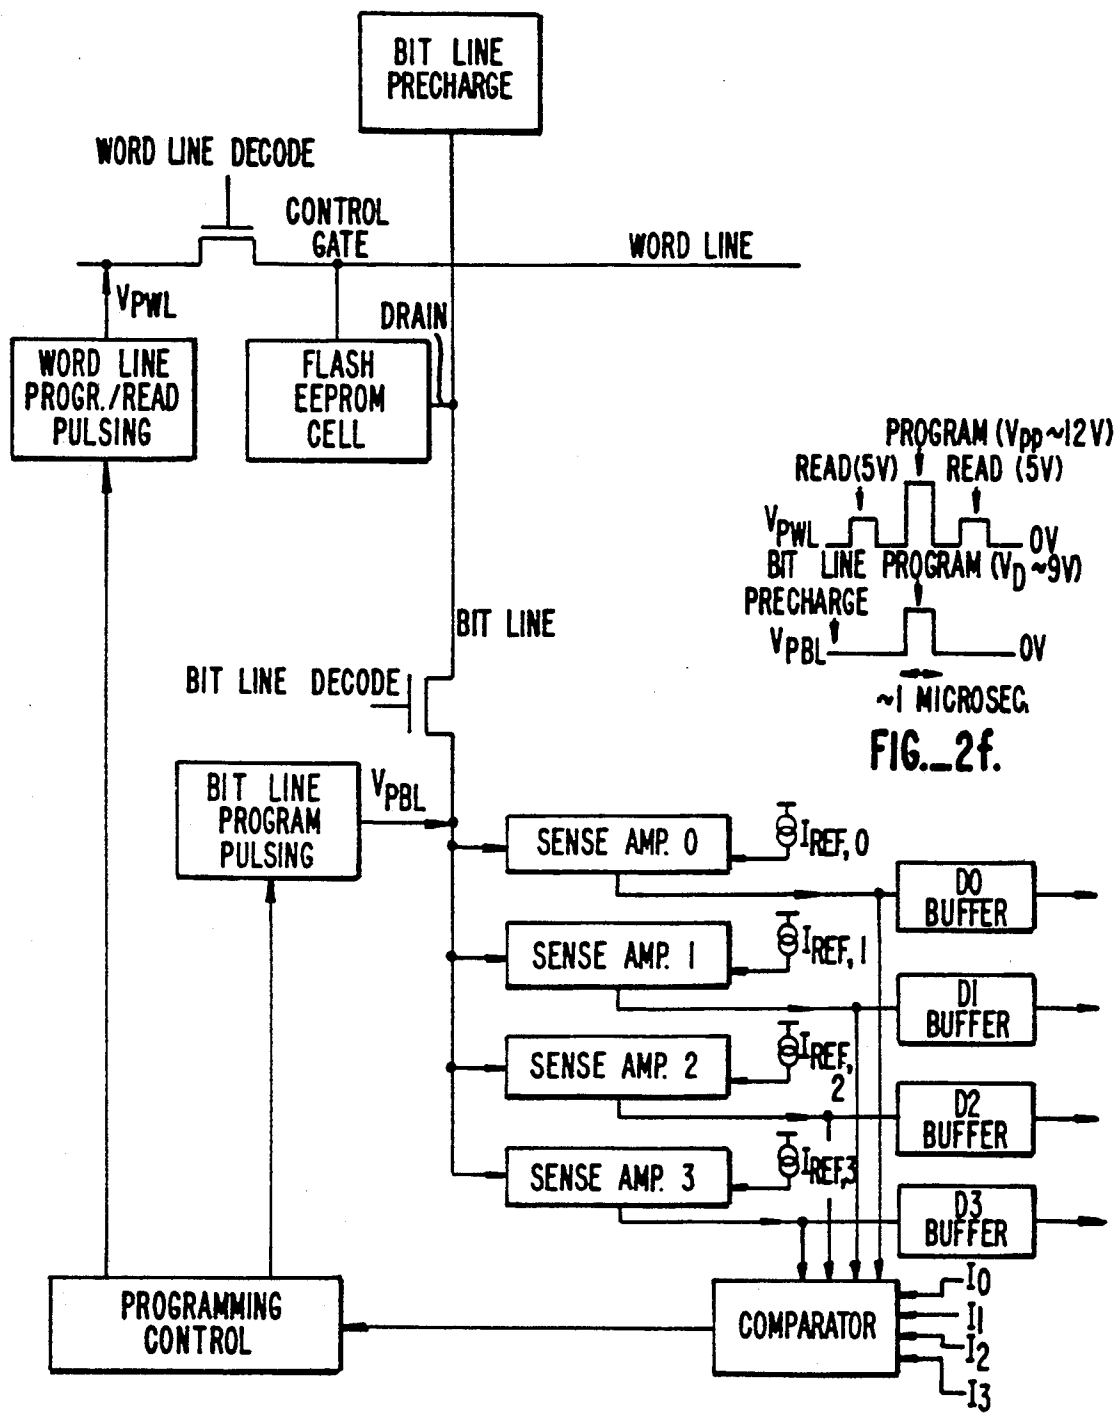 BIT LINE
PRECHARGE
WORD LINE DECODE
CONTROL
GATE
WORD LINE
VPWL
DRAIN
WORD LINE
PROGR./READ
PULSING
FLASH
EEPROM
CELL
PROGRAM (Vpp~12V)
READ(5V)
READ (5V)
VPWL
0V
BIT LINE
PRECHARGE
PROGRAM (VD~9V)
VPBL
0V
~1 MICROSEC.
FIG._2f.
BIT LINE
BIT LINE DECODE
BIT LINE
PROGRAM
PULSING
VPBL
SENSE AMP. 0
IREF,0
D0
BUFFER
SENSE AMP. 1
IREF,1
D1
BUFFER
SENSE AMP. 2
IREF,
2
D2
BUFFER
SENSE AMP. 3
IREF,3
D3
BUFFER
PROGRAMMING
CONTROL
COMPARATOR
I0
I1
I2
I3